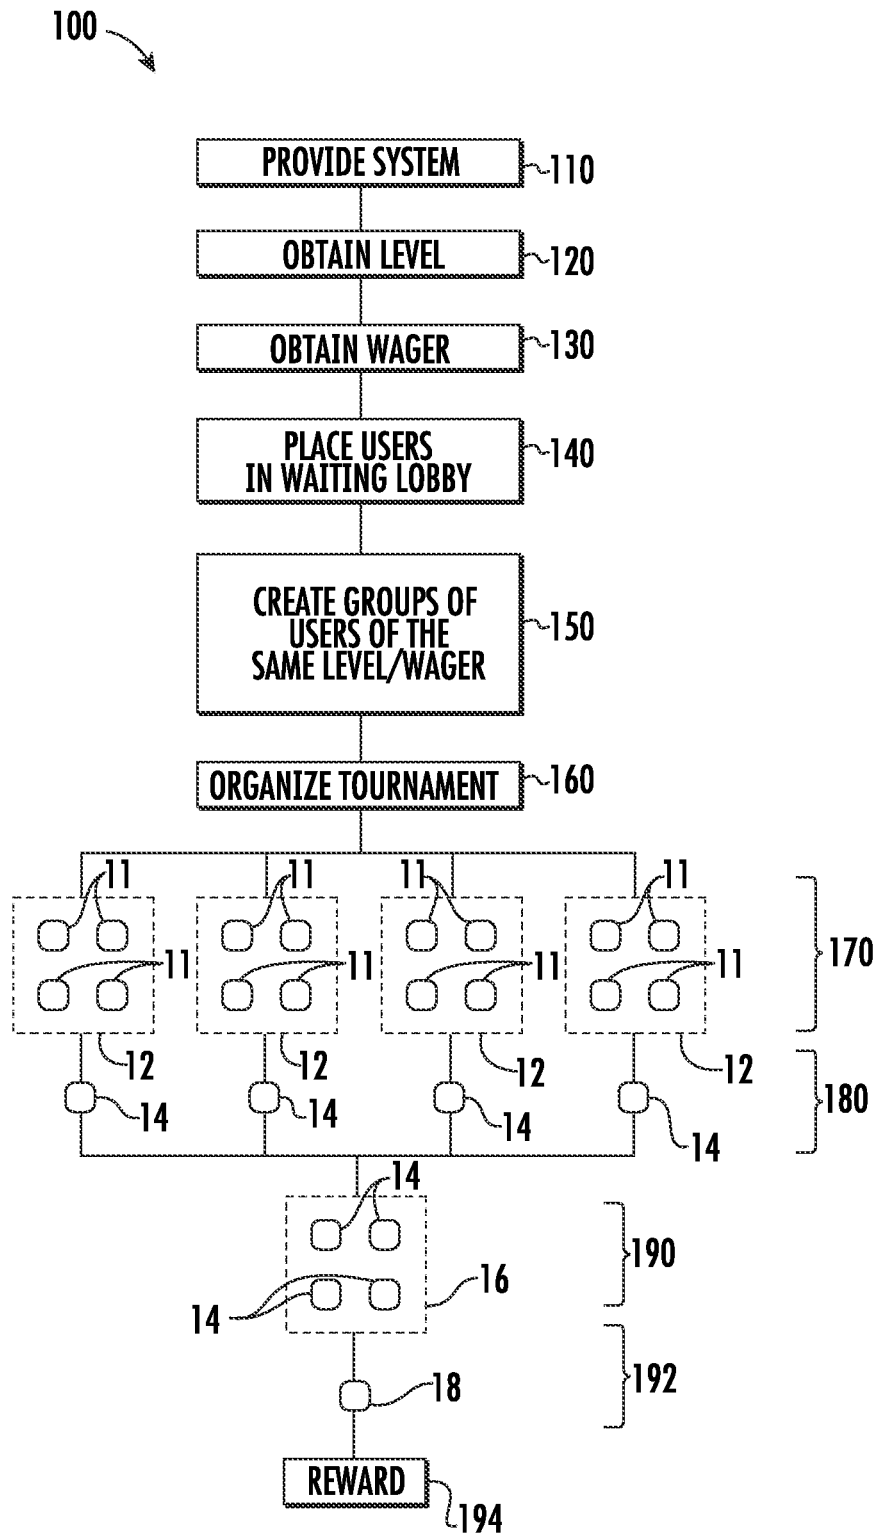 100
PROVIDE SYSTEM
110
OBTAIN LEVEL
120
OBTAIN WAGER
130
PLACE USERS
IN WAITING LOBBY
140
CREATE GROUPS OF
USERS OF THE
SAME LEVEL/WAGER
150
ORGANIZE TOURNAMENT
160
11 11 11 11
11 11 11 11
170
12 12 12 12
14 14 14 14
180
14
190
16
14
192
18
REWARD
194